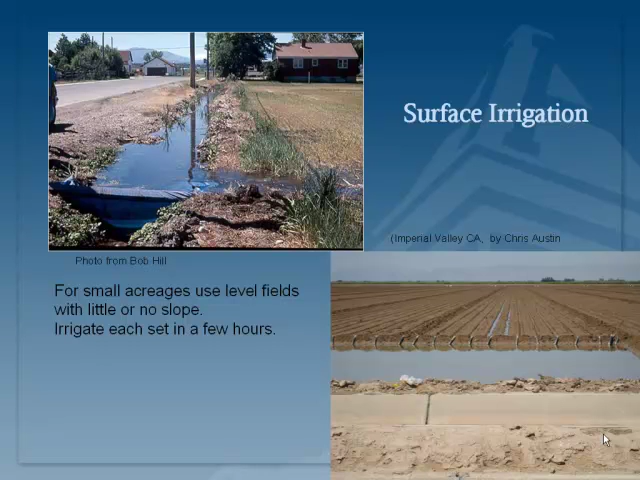 Surface Irrigation
(Imperial Valley CA, by Chris Austin
Photo from Bob Hill
For small acreages use level fields
with little or no slope.
Irrigate each set in a few hours.